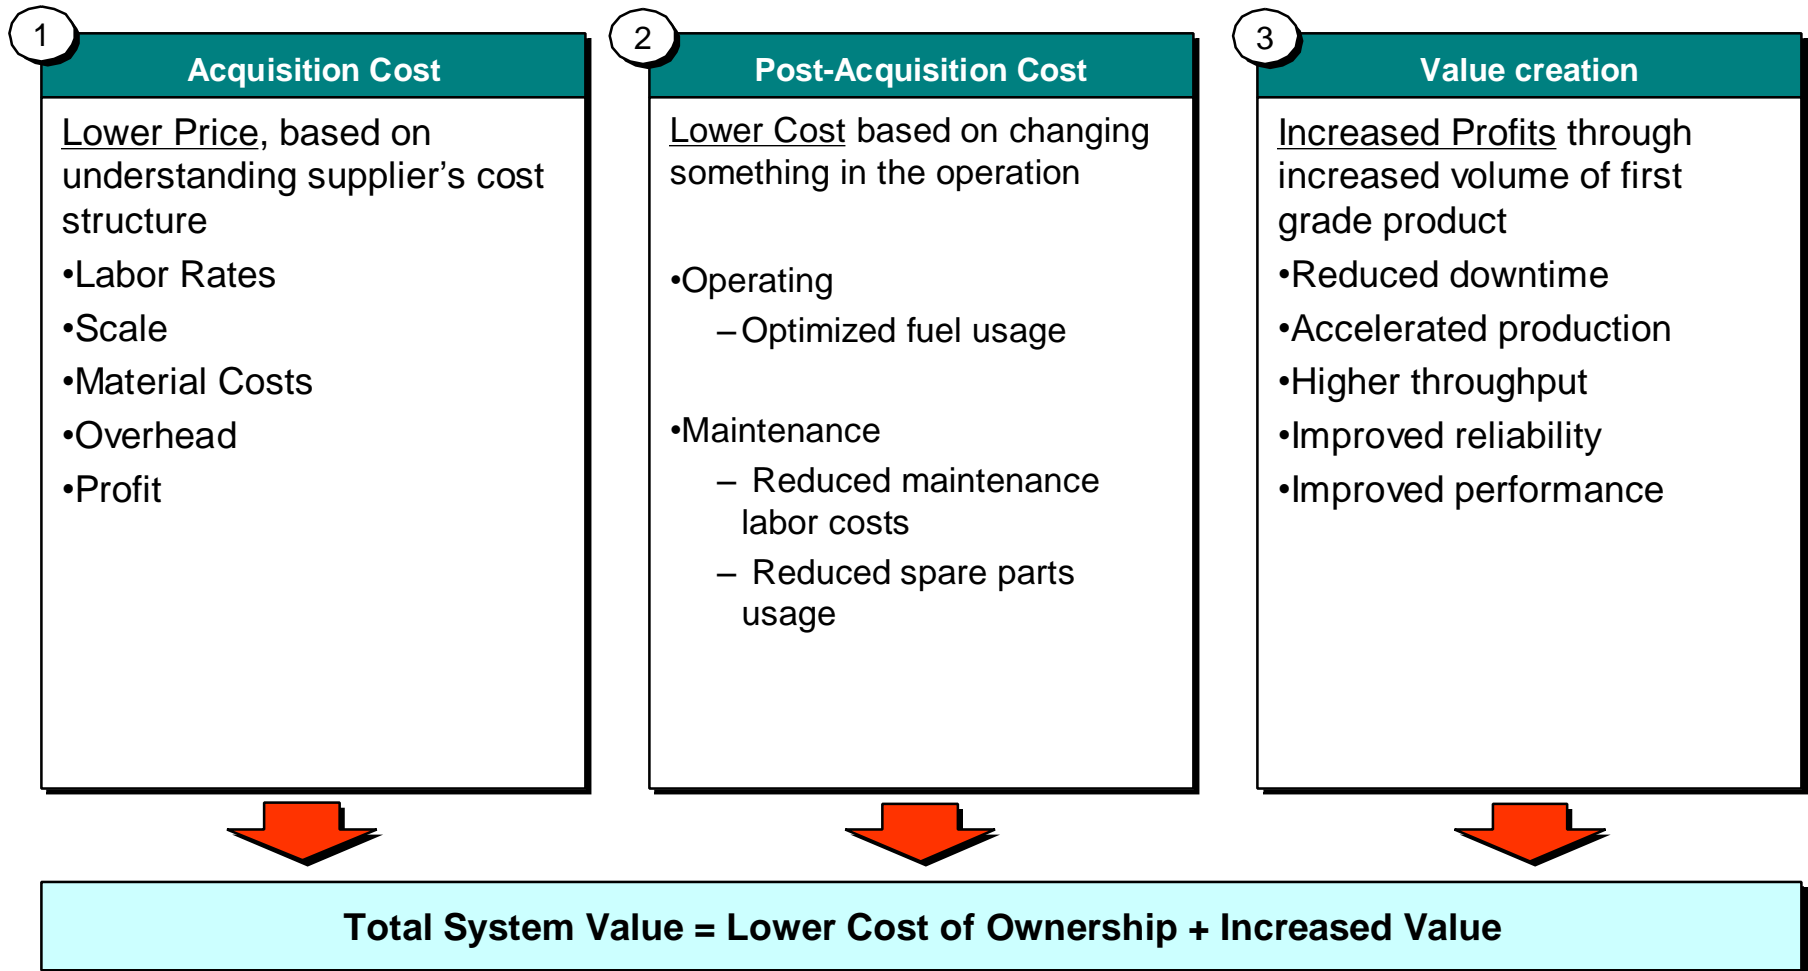 1
Acquisition Cost
Lower Price, based on
understanding supplier's cost
structure
•Labor Rates
•Scale
•Material Costs
•Overhead
•Profit
2
Post-Acquisition Cost
Lower Cost based on changing
something in the operation
•Operating
–Optimized fuel usage
•Maintenance
– Reduced maintenance
labor costs
– Reduced spare parts
usage
3
Value creation
Increased Profits through
increased volume of first
grade product
•Reduced downtime
•Accelerated production
•Higher throughput
•Improved reliability
•Improved performance
Total System Value = Lower Cost of Ownership + Increased Value